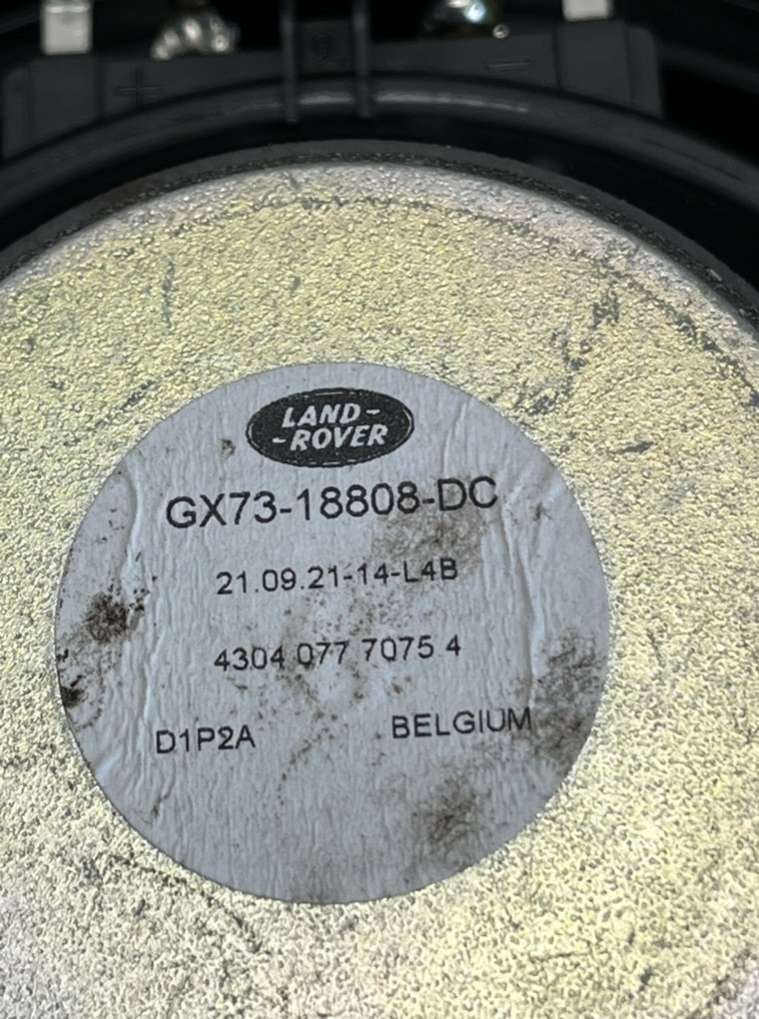 LAND-
-ROVER
GX73-18808-DC
21.09.21-14-L4B
4304 077 7075 4
D1P2A BELGIUM